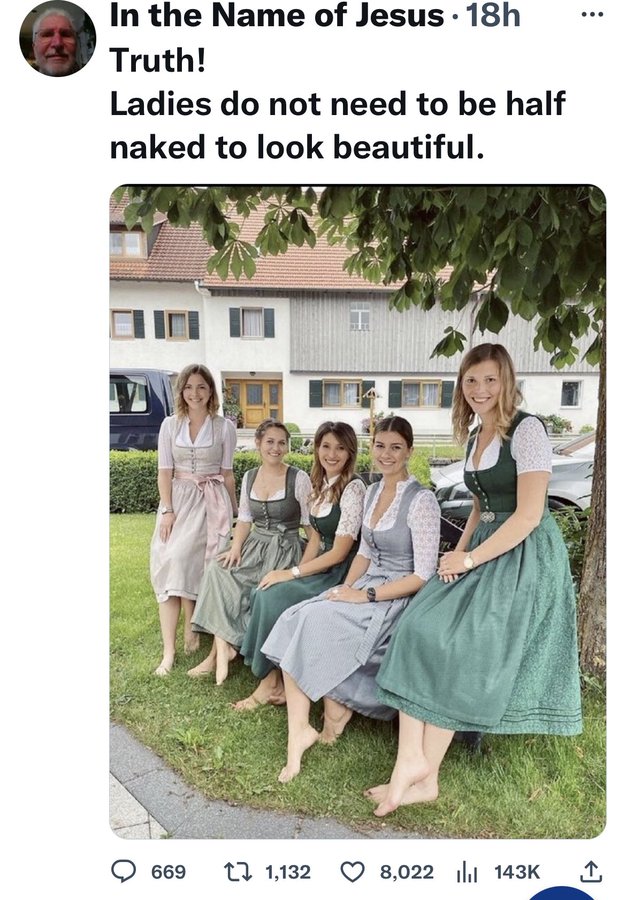 In the Name of Jesus · 18h
Truth!
Ladies do not need to be half
naked to look beautiful.
669 1,132 8,022 143K